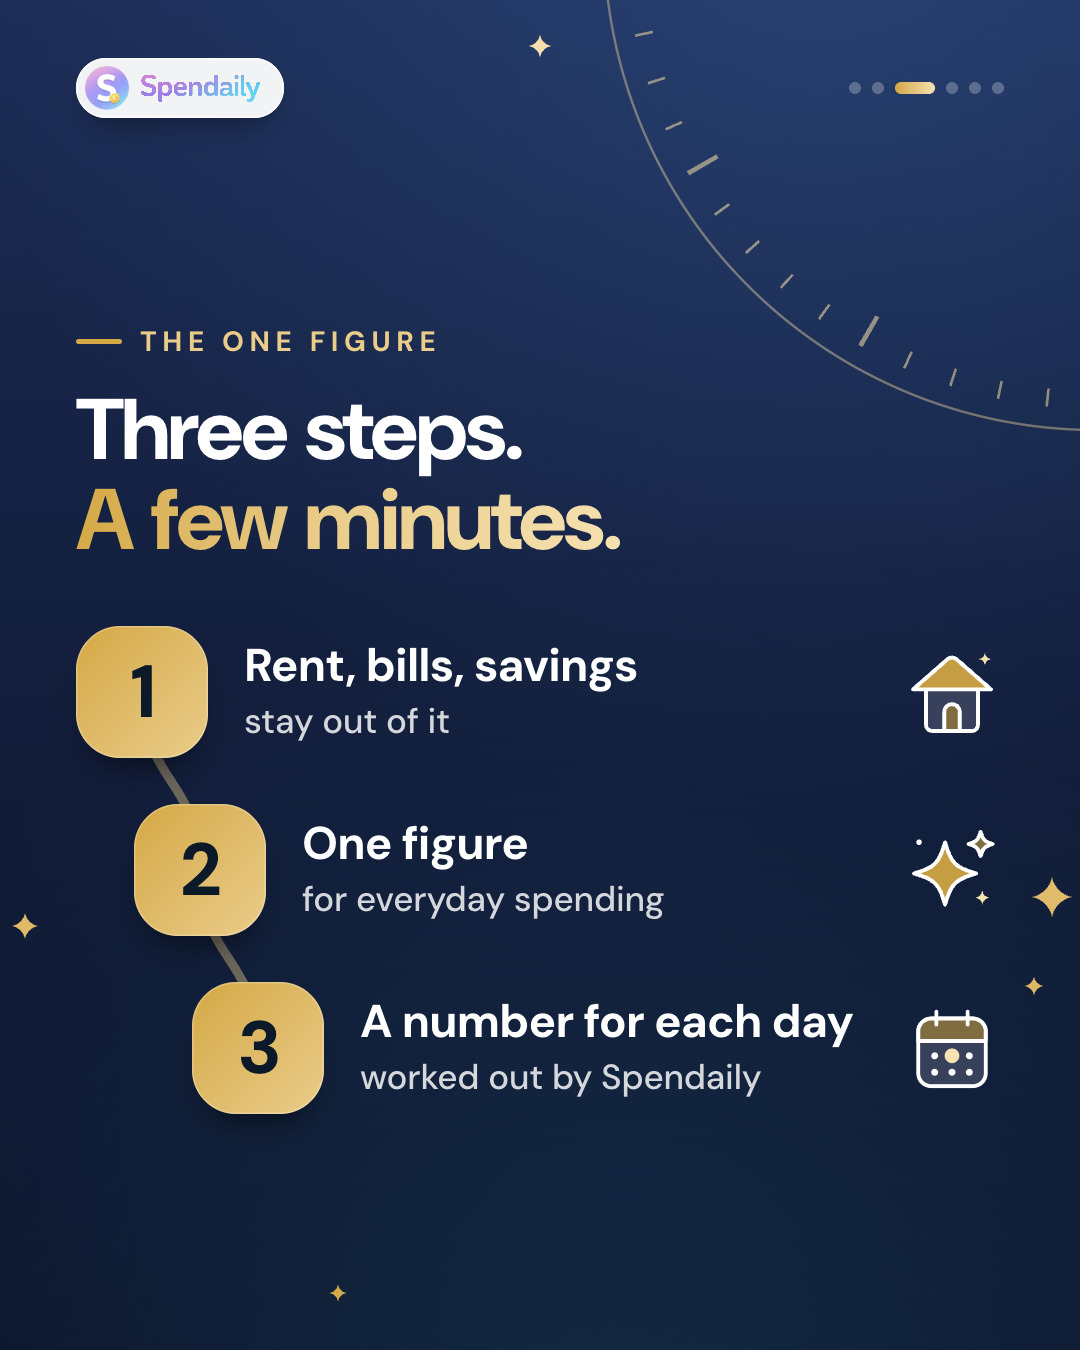 Spendaily
THE ONE FIGURE
Three steps.
A few minutes.
1
Rent, bills, savings
stay out of it
2
One figure
for everyday spending
3
A number for each day
worked out by Spendaily